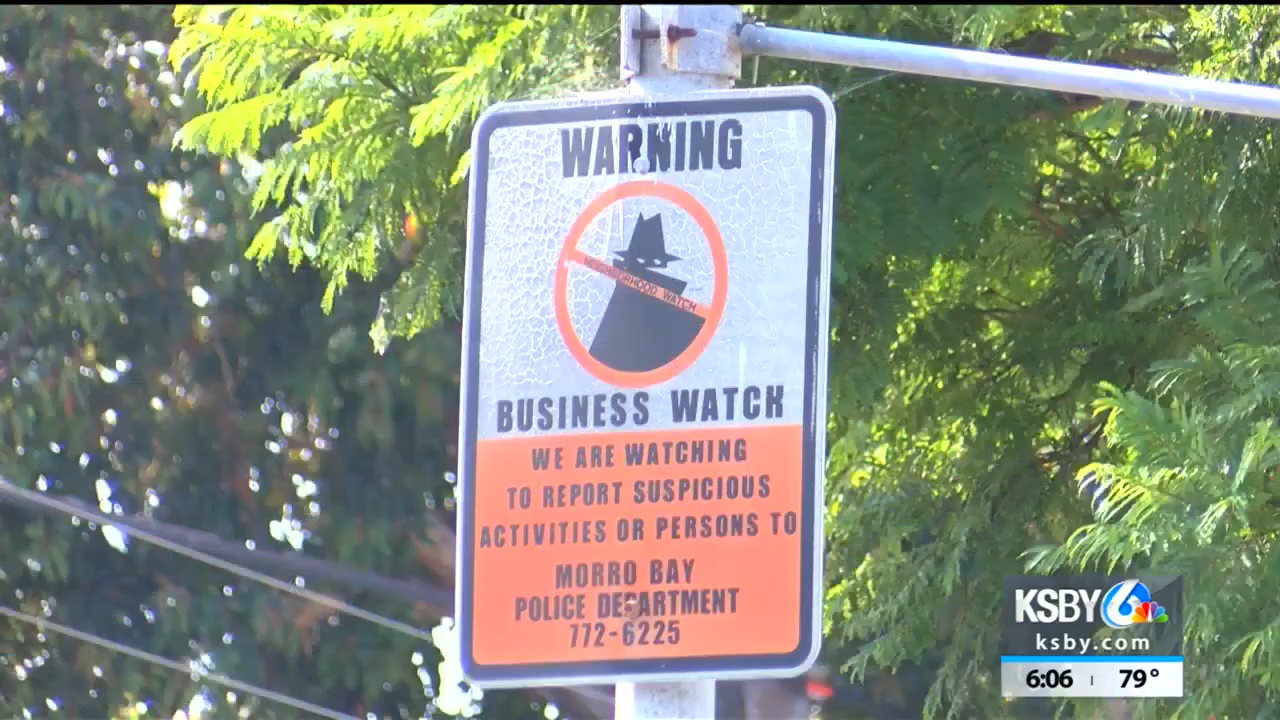 WARNING
NEIGHBORHOOD WATCH
BUSINESS WATCH
WE ARE WATCHING
TO REPORT SUSPICIOUS
ACTIVITIES OR PERSONS TO
MORRO BAY
POLICE DEPARTMENT
772-6225
KSBY 6
ksby.com
6:06 79°